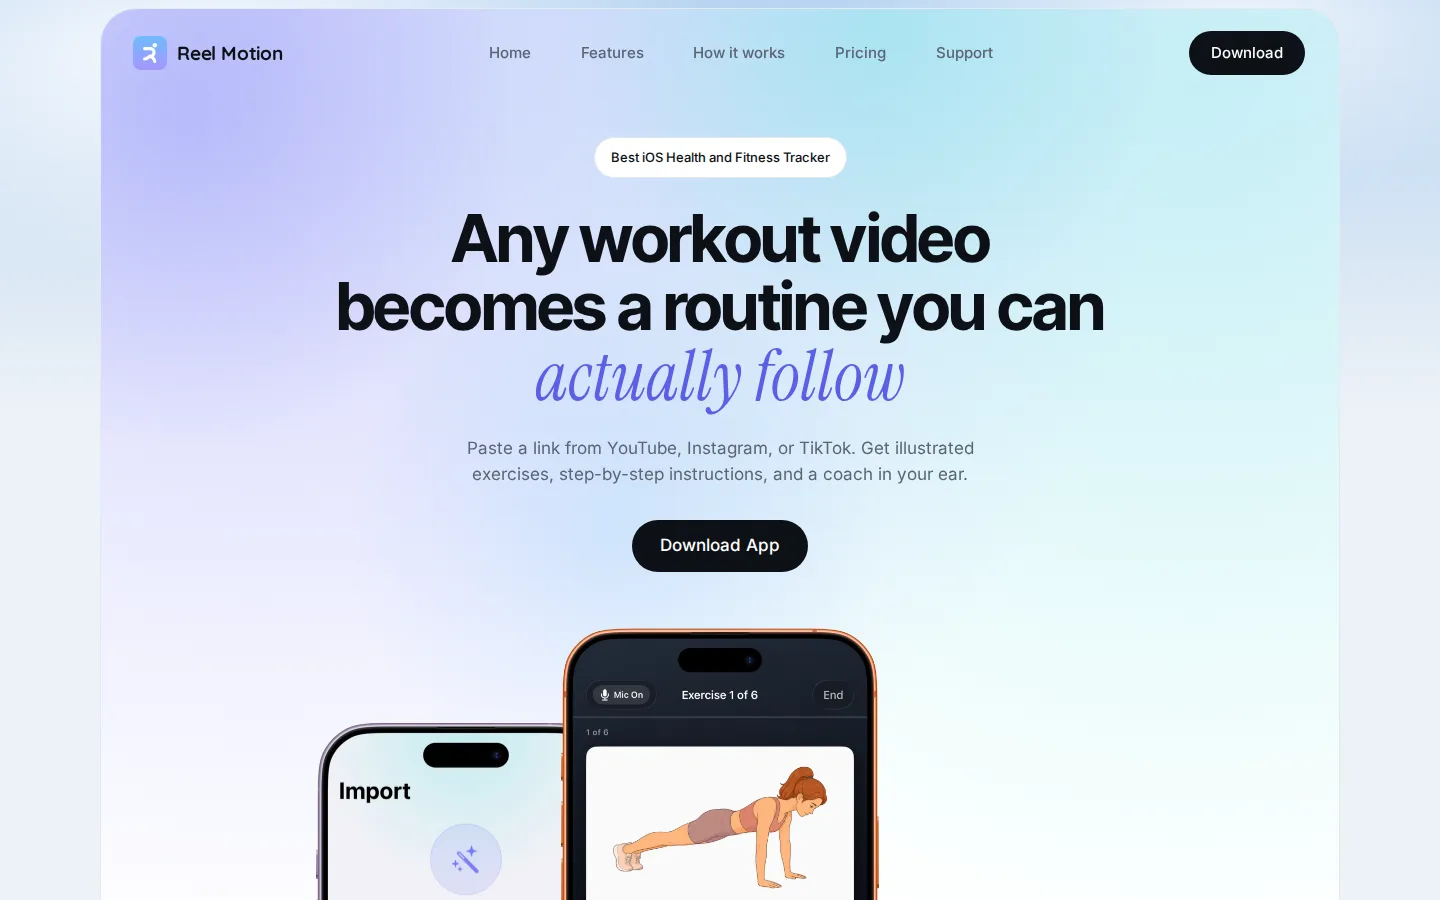 Reel Motion
Home
Features
How it works
Pricing
Support
Download
Best iOS Health and Fitness Tracker
Any workout video
becomes a routine you can
actually follow
Paste a link from YouTube, Instagram, or TikTok. Get illustrated
exercises, step-by-step instructions, and a coach in your ear.
Download App
Mic On
Exercise 1 of 6
End
1 of 6
Import